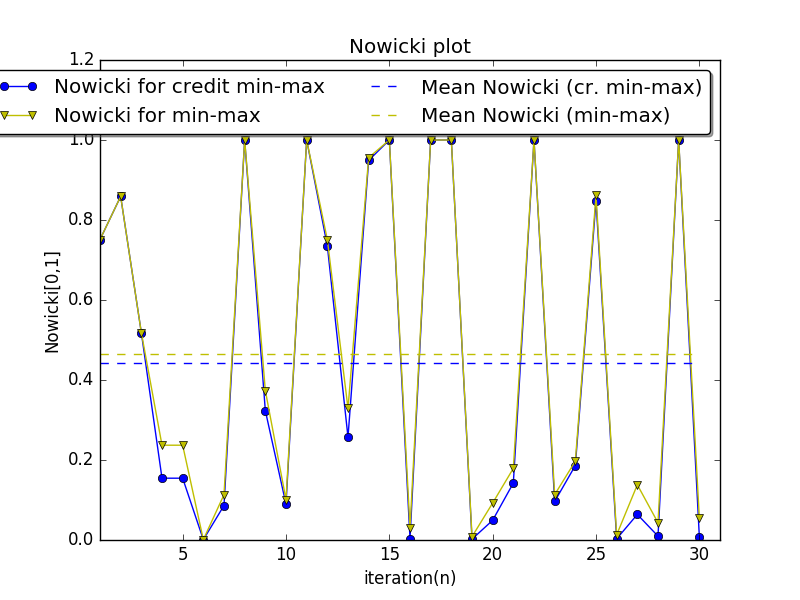 Nowicki plot
1.2
Nowicki for credit min-max
Mean Nowicki (cr. min-max)
Nowicki for min-max
Mean Nowicki (min-max)
1.0
0.8
0.6
0.4
0.2
0.0
Nowicki[0,1]
5 10 15 20 25 30
iteration(n)